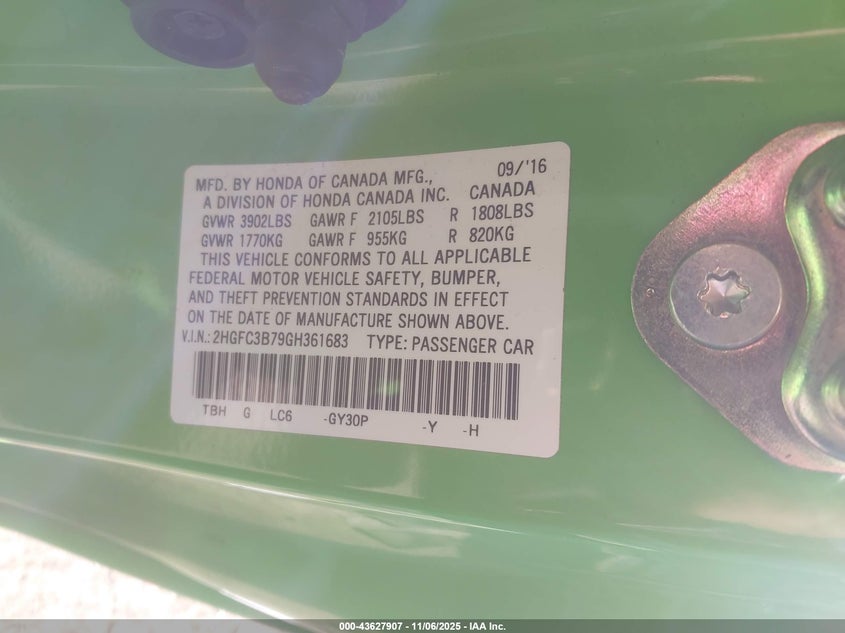 09/'16
MFD. BY HONDA OF CANADA MFG.,
A DIVISION OF HONDA CANADA INC. CANADA
GVWR 3902LBS GAWR F 2105LBS R 1808LBS
GVWR 1770KG GAWR F 955KG R 820KG
THIS VEHICLE CONFORMS TO ALL APPLICABLE
FEDERAL MOTOR VEHICLE SAFETY, BUMPER,
AND THEFT PREVENTION STANDARDS IN EFFECT
ON THE DATE OF MANUFACTURE SHOWN ABOVE.
V.I.N.: 2HGFC3B79GH361683 TYPE: PASSENGER CAR
TBH G LC6 -GY30P -Y -H
000-43627907 - 11/06/2025 - IAA Inc.